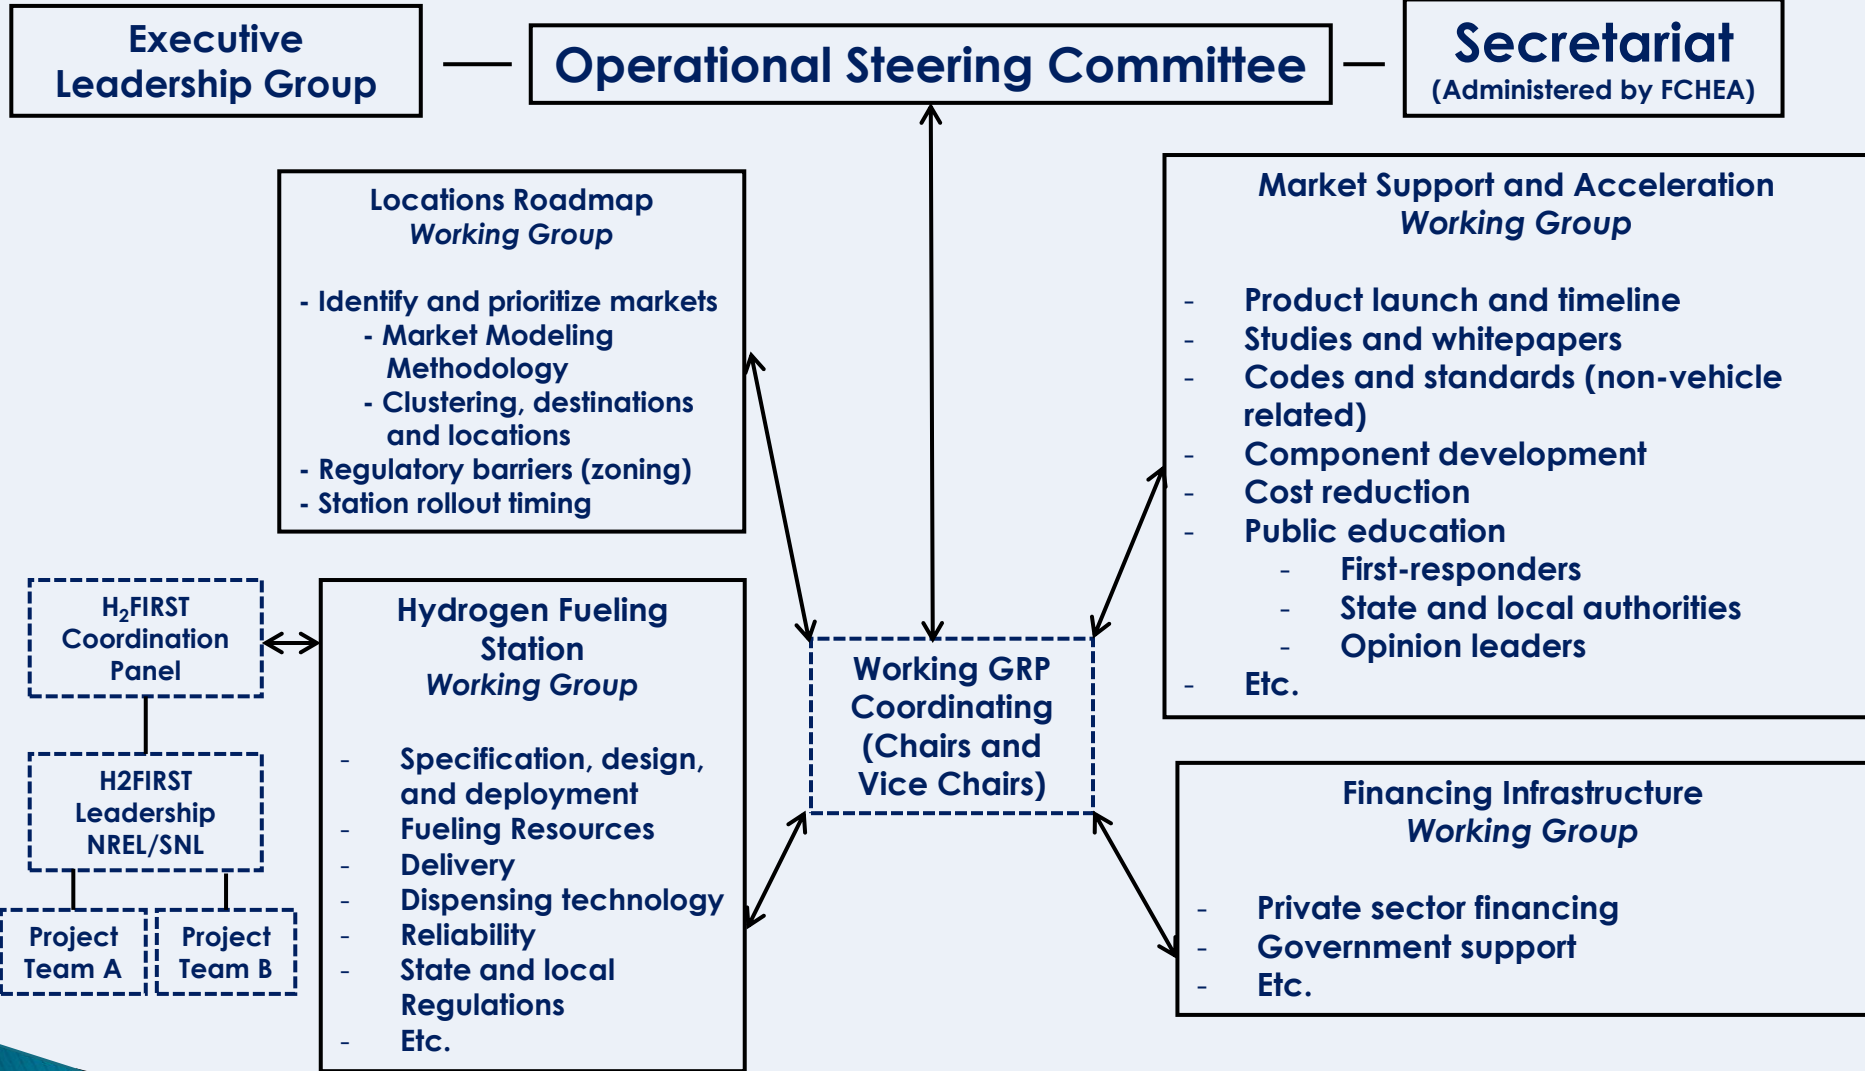 Executive
Leadership Group
Operational Steering Committee
Secretariat
(Administered by FCHEA)
Locations Roadmap
Working Group
- Identify and prioritize markets
- Market Modeling
Methodology
- Clustering, destinations
and locations
- Regulatory barriers (zoning)
- Station rollout timing
Market Support and Acceleration
Working Group
- Product launch and timeline
- Studies and whitepapers
- Codes and standards (non-vehicle
related)
- Component development
- Cost reduction
- Public education
- First-responders
- State and local authorities
- Opinion leaders
- Etc.
H₂FIRST
Coordination
Panel
H2FIRST
Leadership
NREL/SNL
Project
Team A
Project
Team B
Hydrogen Fueling
Station
Working Group
- Specification, design,
and deployment
- Fueling Resources
- Delivery
- Dispensing technology
- Reliability
- State and local
Regulations
- Etc.
Working GRP
Coordinating
(Chairs and
Vice Chairs)
Financing Infrastructure
Working Group
- Private sector financing
- Government support
- Etc.